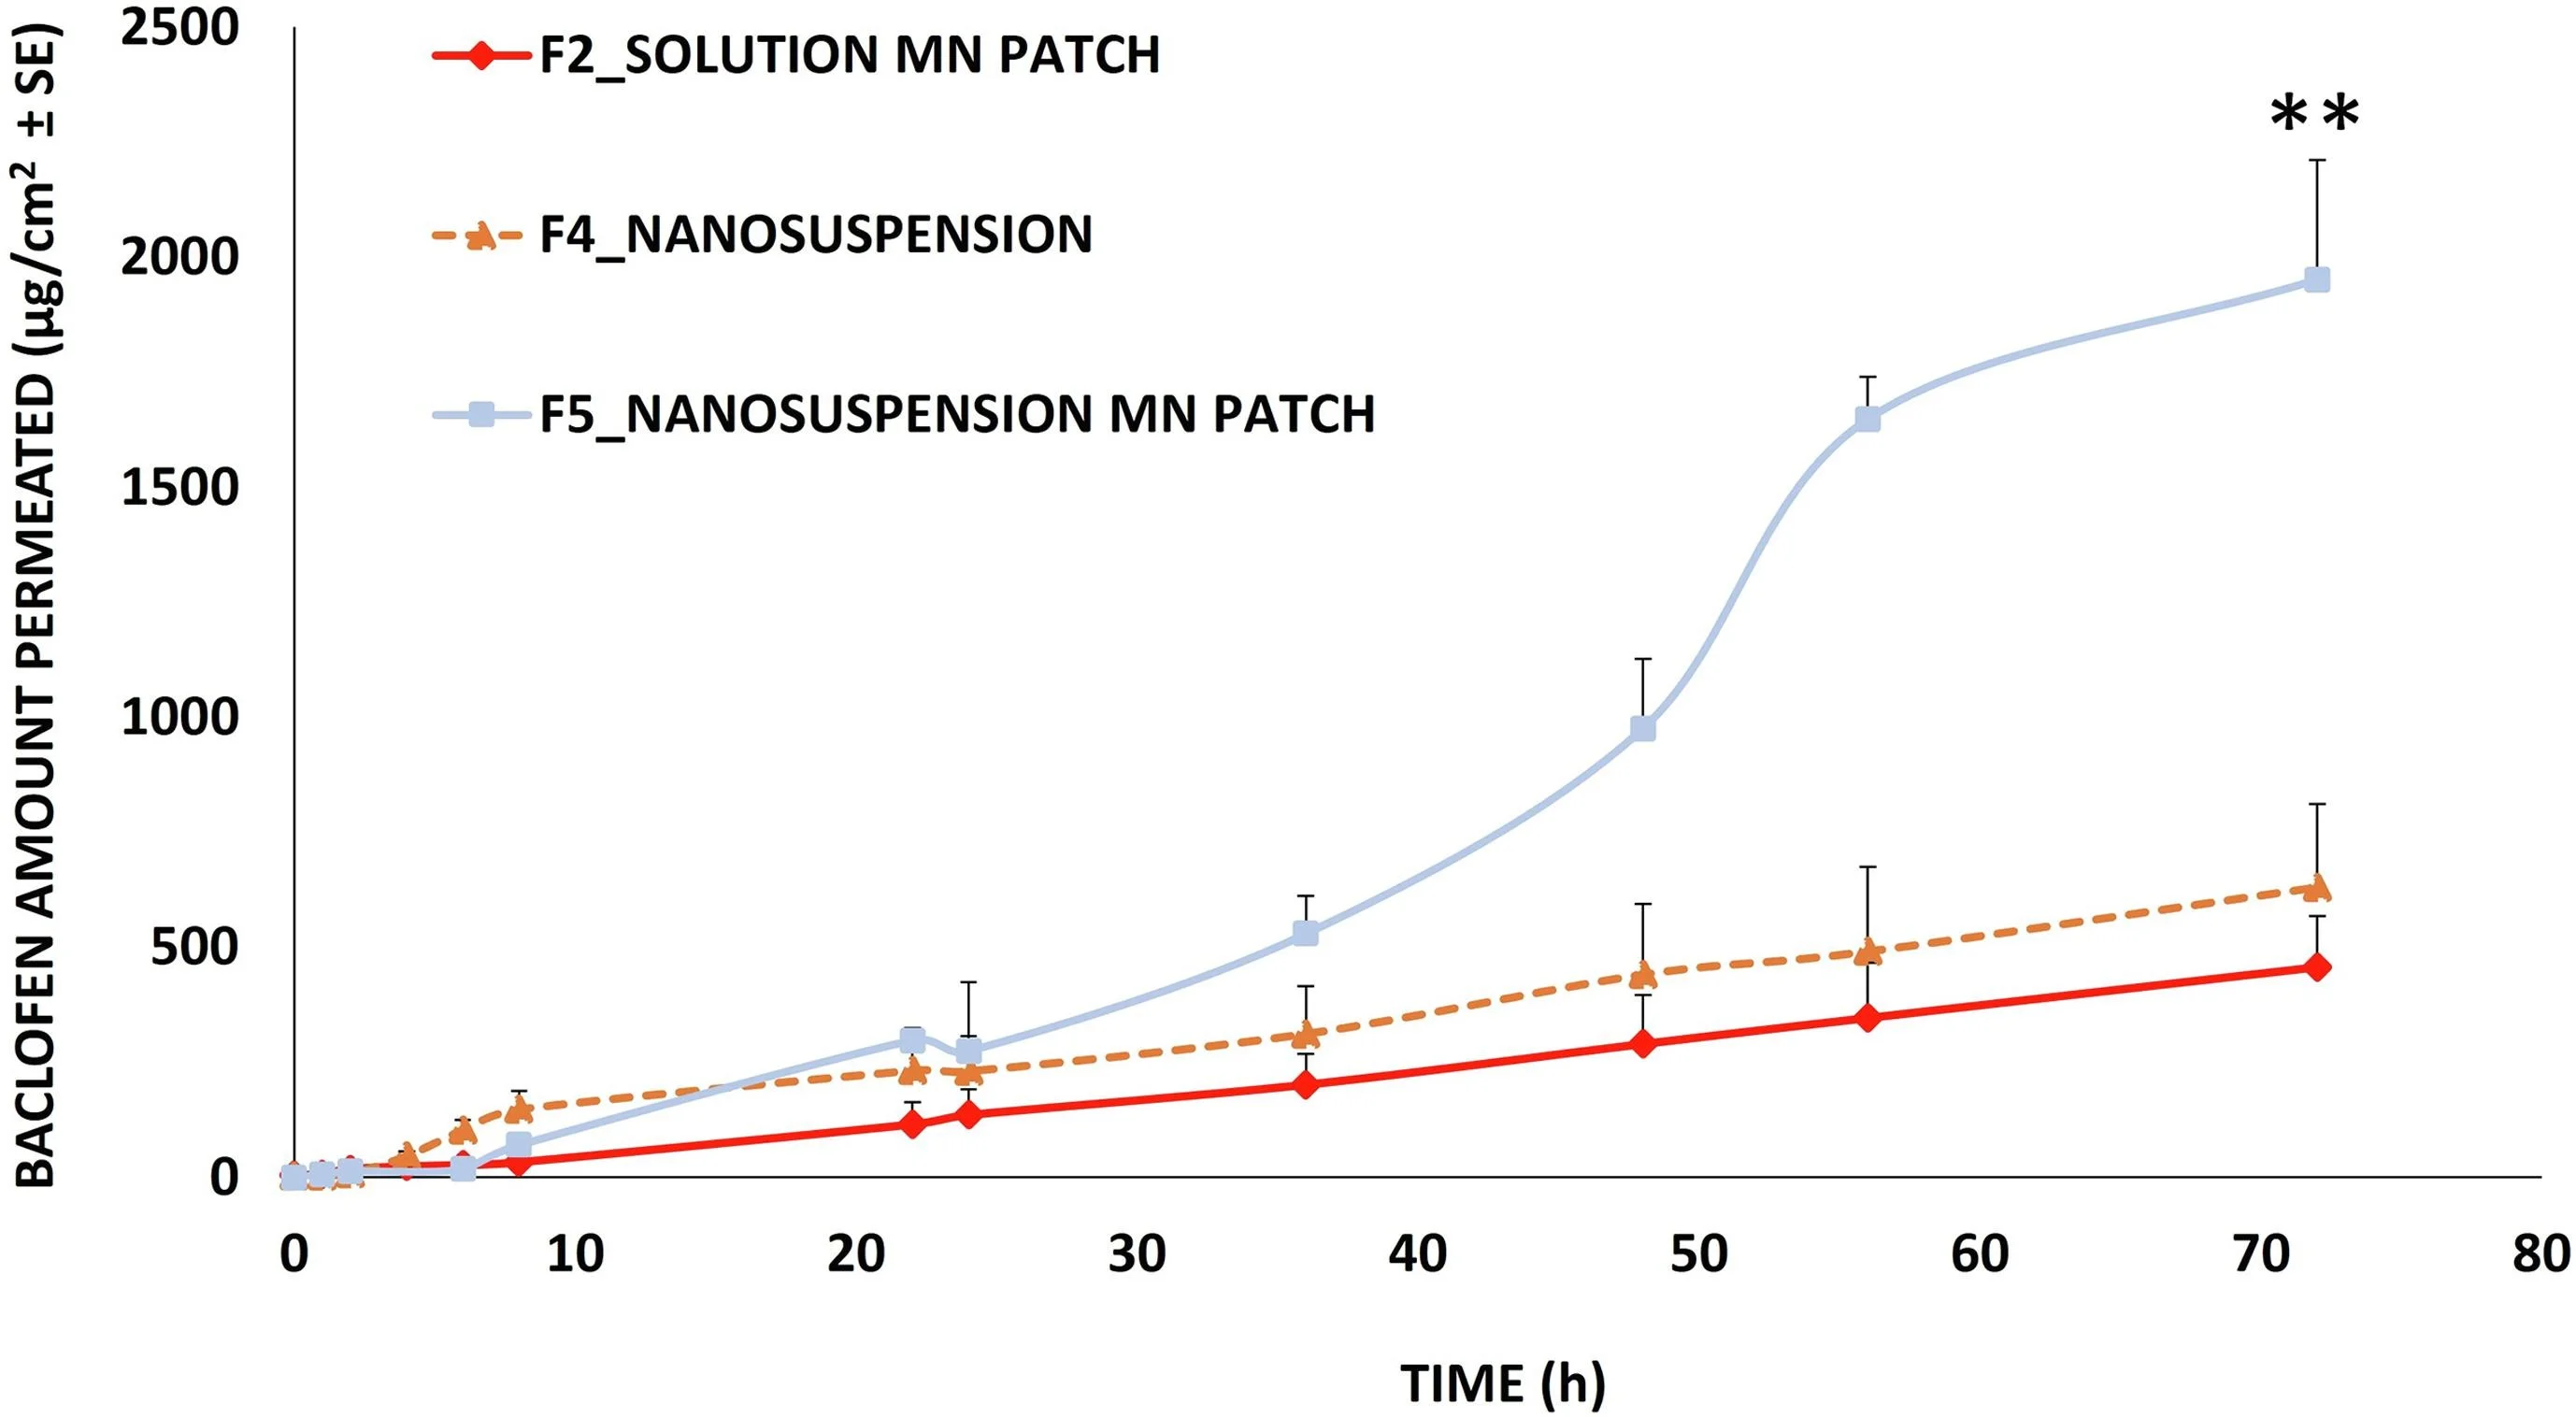 BACLOFEN AMOUNT PERMEATED (µg/cm² ± SE)
2500
2000
1500
1000
500
0
F2_SOLUTION MN PATCH
F4_NANOSUSPENSION
F5_NANOSUSPENSION MN PATCH
**
0 10 20 30 40 50 60 70 80
TIME (h)